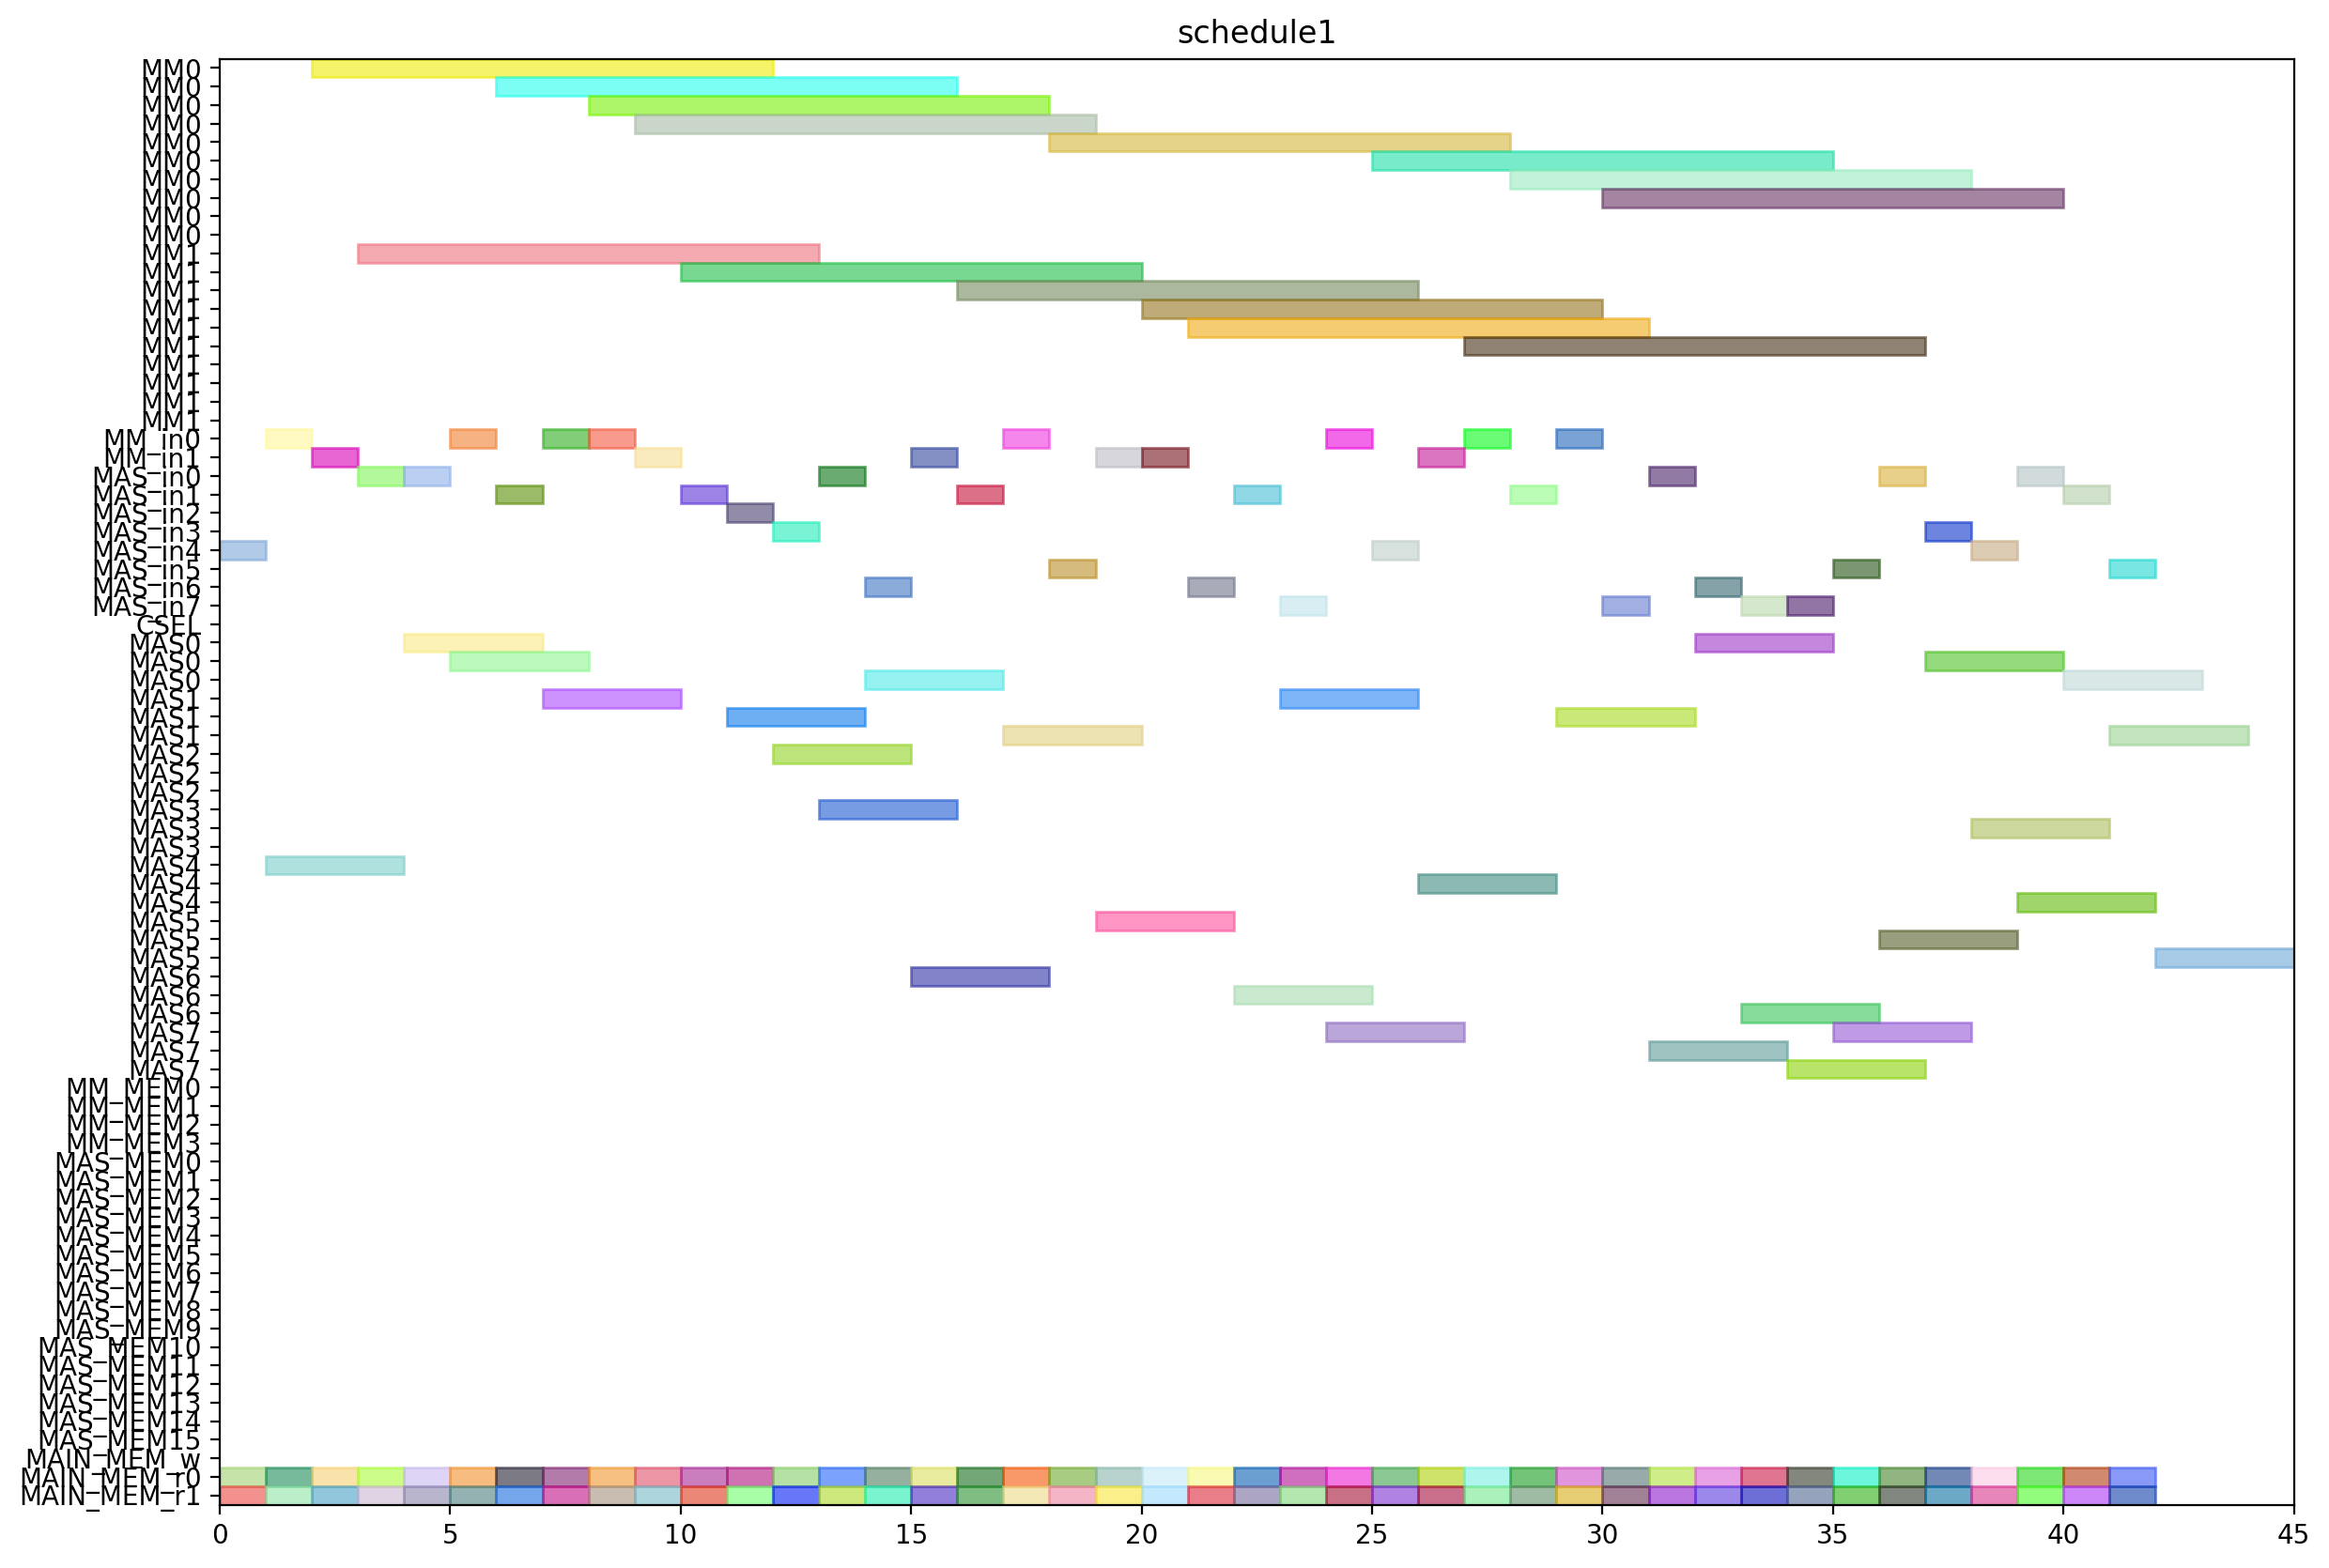 schedule1
MM0
MM0
MM0
MM0
MM0
MM0
MM0
MM0
MM0
MM0
MM1
MM1
MM1
MM1
MM1
MM1
MM1
MM1
MM1
MM1
MM_in0
MM_in1
MAS_in0
MAS_in1
MAS_in2
MAS_in3
MAS_in4
MAS_in5
MAS_in6
MAS_in7
CSEL
MAS0
MAS0
MAS0
MAS1
MAS1
MAS1
MAS2
MAS2
MAS2
MAS3
MAS3
MAS3
MAS4
MAS4
MAS4
MAS5
MAS5
MAS5
MAS6
MAS6
MAS6
MAS7
MAS7
MAS7
MM_MEM0
MM_MEM1
MM_MEM2
MM_MEM3
MAS_MEM0
MAS_MEM1
MAS_MEM2
MAS_MEM3
MAS_MEM4
MAS_MEM5
MAS_MEM6
MAS_MEM7
MAS_MEM8
MAS_MEM9
MAS_MEM10
MAS_MEM11
MAS_MEM12
MAS_MEM13
MAS_MEM14
MAS_MEM15
MAIN_MEM_w
MAIN_MEM_r0
MAIN_MEM_r1
0 5 10 15 20 25 30 35 40 45